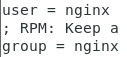 user = nginx
; RPM: Keep a
group = nginx